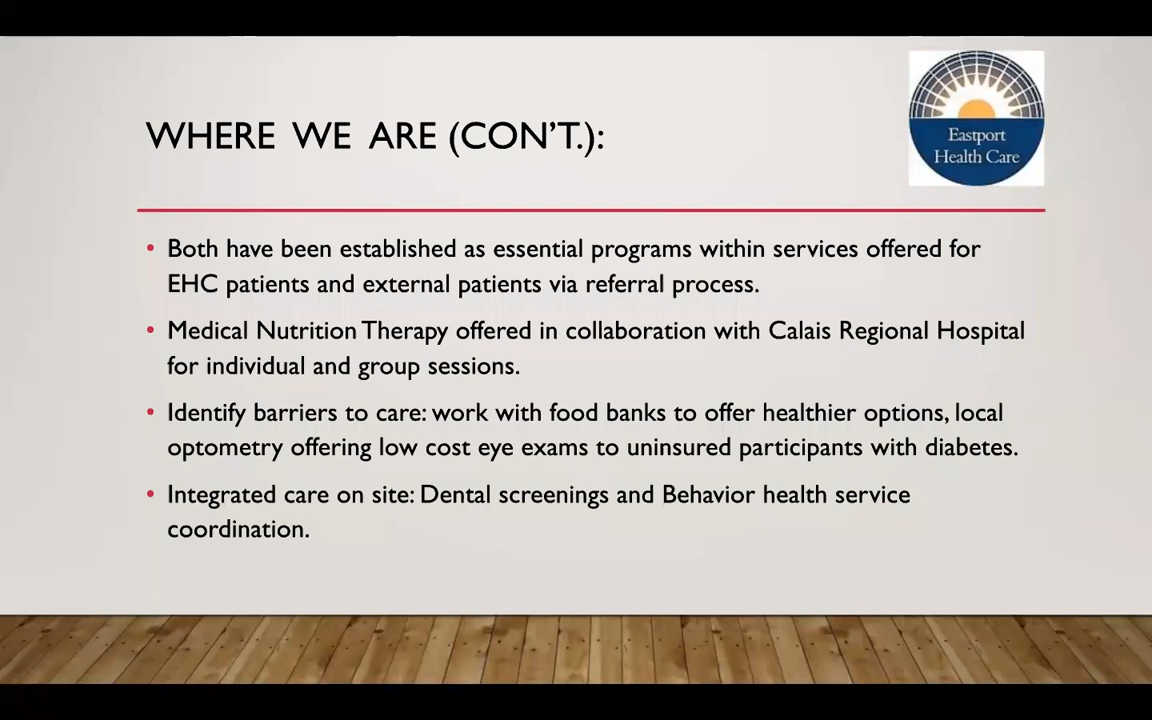 WHERE WE ARE (CON'T.):
Eastport
Health Care
• Both have been established as essential programs within services offered for
EHC patients and external patients via referral process.
• Medical Nutrition Therapy offered in collaboration with Calais Regional Hospital
for individual and group sessions.
• Identify barriers to care: work with food banks to offer healthier options, local
optometry offering low cost eye exams to uninsured participants with diabetes.
• Integrated care on site: Dental screenings and Behavior health service
coordination.